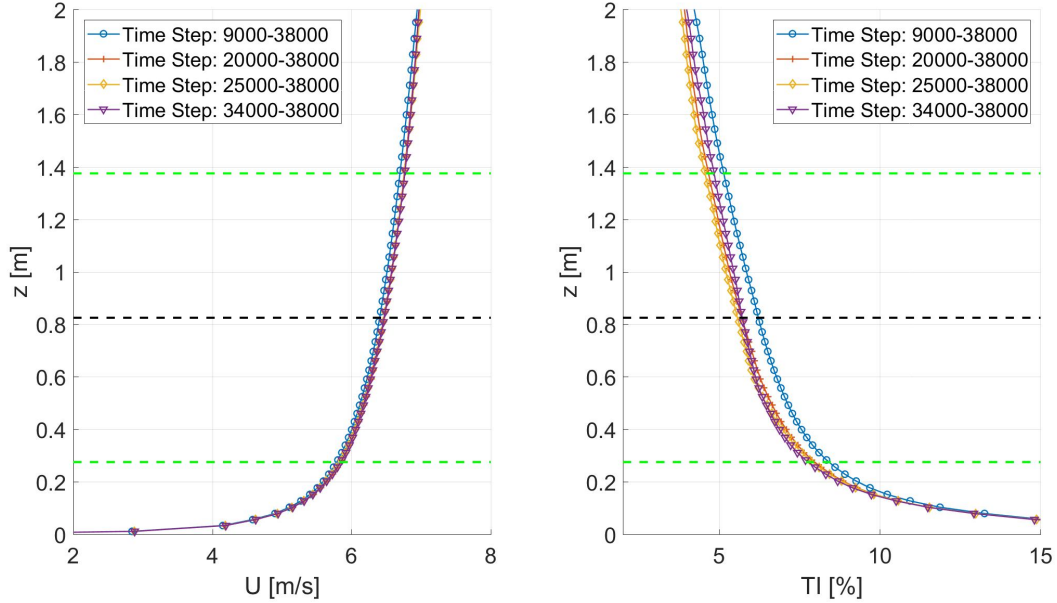 2
1.8
1.6
1.4
1.2
1
0.8
0.6
0.4
0.2
0
z [m]
2
4
6
8
U [m/s]
Time Step: 9000-38000
Time Step: 20000-38000
Time Step: 25000-38000
Time Step: 34000-38000
2
1.8
1.6
1.4
1.2
1
0.8
0.6
0.4
0.2
0
z [m]
5
10
15
TI [%]
Time Step: 9000-38000
Time Step: 20000-38000
Time Step: 25000-38000
Time Step: 34000-38000